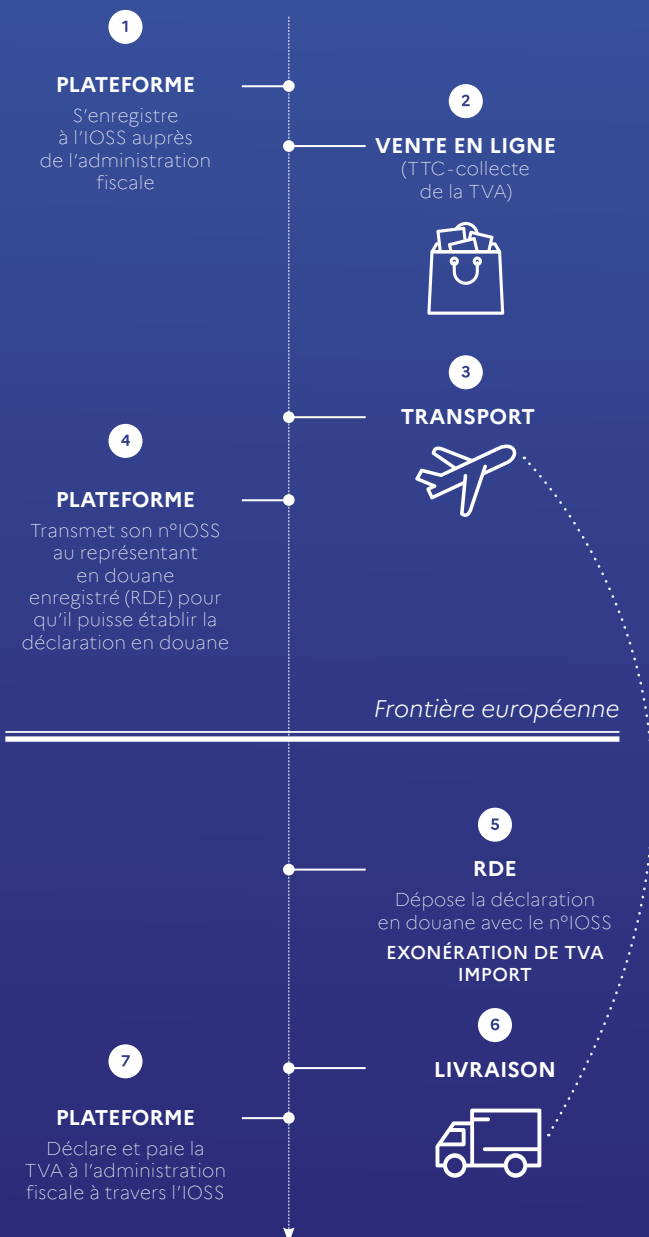 1
PLATEFORME
S'enregistre
à l'IOSS auprès
de l'administration
fiscale
2
VENTE EN LIGNE
(TTC-collecte
de la TVA)
3
TRANSPORT
4
PLATEFORME
Transmet son n°IOSS
au représentant
en douane
enregistré (RDE) pour
qu'il puisse établir la
déclaration en douane
Frontière européenne
5
RDE
Dépose la déclaration
en douane avec le n°IOSS
EXONÉRATION DE TVA
IMPORT
6
LIVRAISON
7
PLATEFORME
Déclare et paie la
TVA à l'administration
fiscale à travers l'IOSS